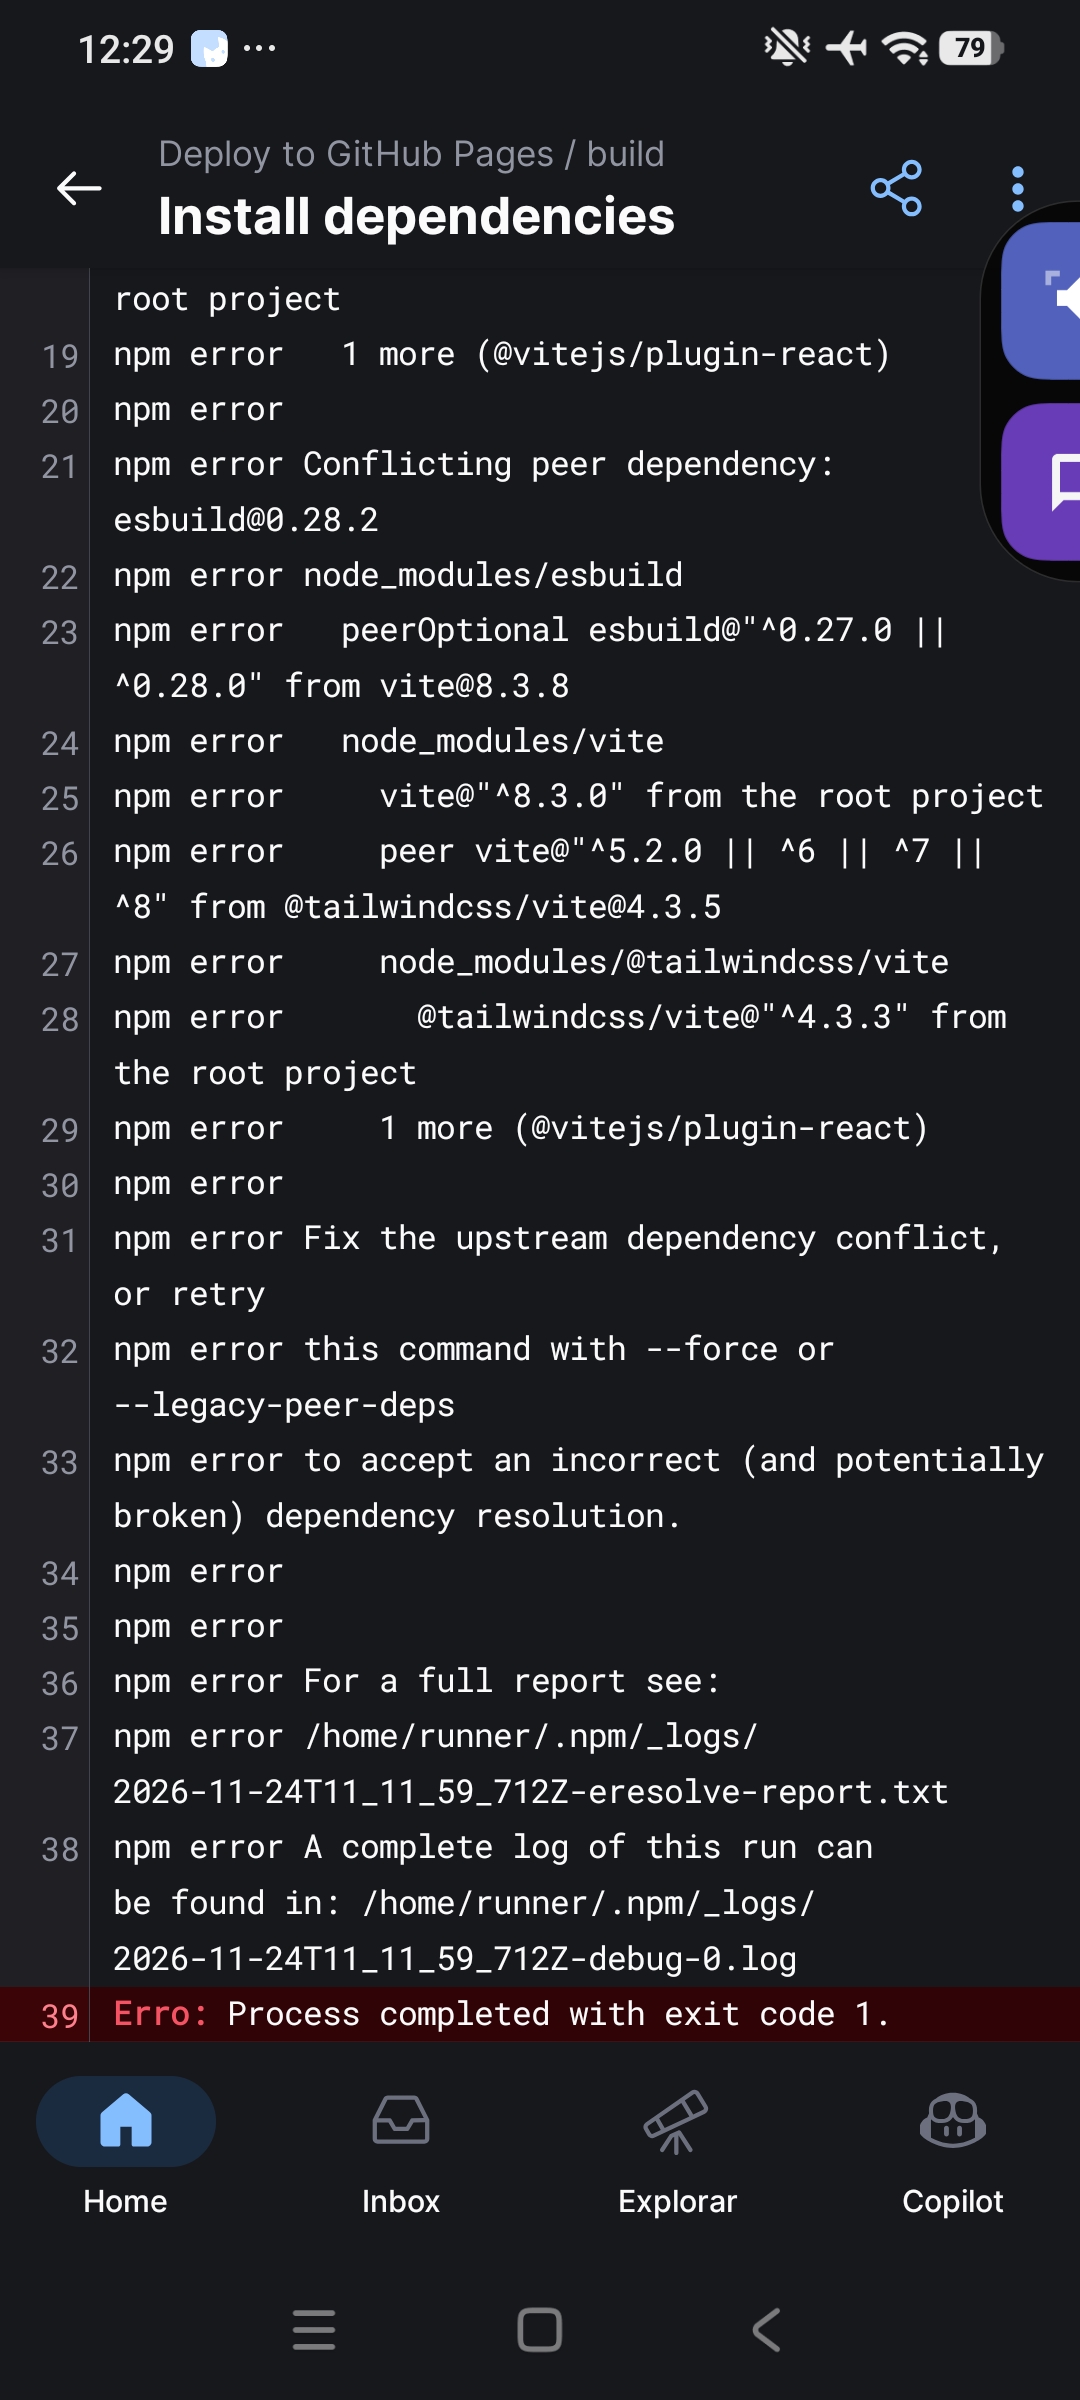 12:29
79
Deploy to GitHub Pages / build
Install dependencies
root project
19 npm error   1 more (@vitejs/plugin-react)
20 npm error
21 npm error Conflicting peer dependency:
esbuild@0.28.2
22 npm error node_modules/esbuild
23 npm error   peerOptional esbuild@"^0.27.0 ||
^0.28.0" from vite@8.3.8
24 npm error   node_modules/vite
25 npm error     vite@"^8.3.0" from the root project
26 npm error     peer vite@"^5.2.0 || ^6 || ^7 ||
^8" from @tailwindcss/vite@4.3.5
27 npm error     node_modules/@tailwindcss/vite
28 npm error       @tailwindcss/vite@"^4.3.3" from
the root project
29 npm error     1 more (@vitejs/plugin-react)
30 npm error
31 npm error Fix the upstream dependency conflict,
or retry
32 npm error this command with --force or
--legacy-peer-deps
33 npm error to accept an incorrect (and potentially
broken) dependency resolution.
34 npm error
35 npm error
36 npm error For a full report see:
37 npm error /home/runner/.npm/_logs/
2026-11-24T11_11_59_712Z-eresolve-report.txt
38 npm error A complete log of this run can
be found in: /home/runner/.npm/_logs/
2026-11-24T11_11_59_712Z-debug-0.log
39 Erro: Process completed with exit code 1.
Home
Inbox
Explorar
Copilot